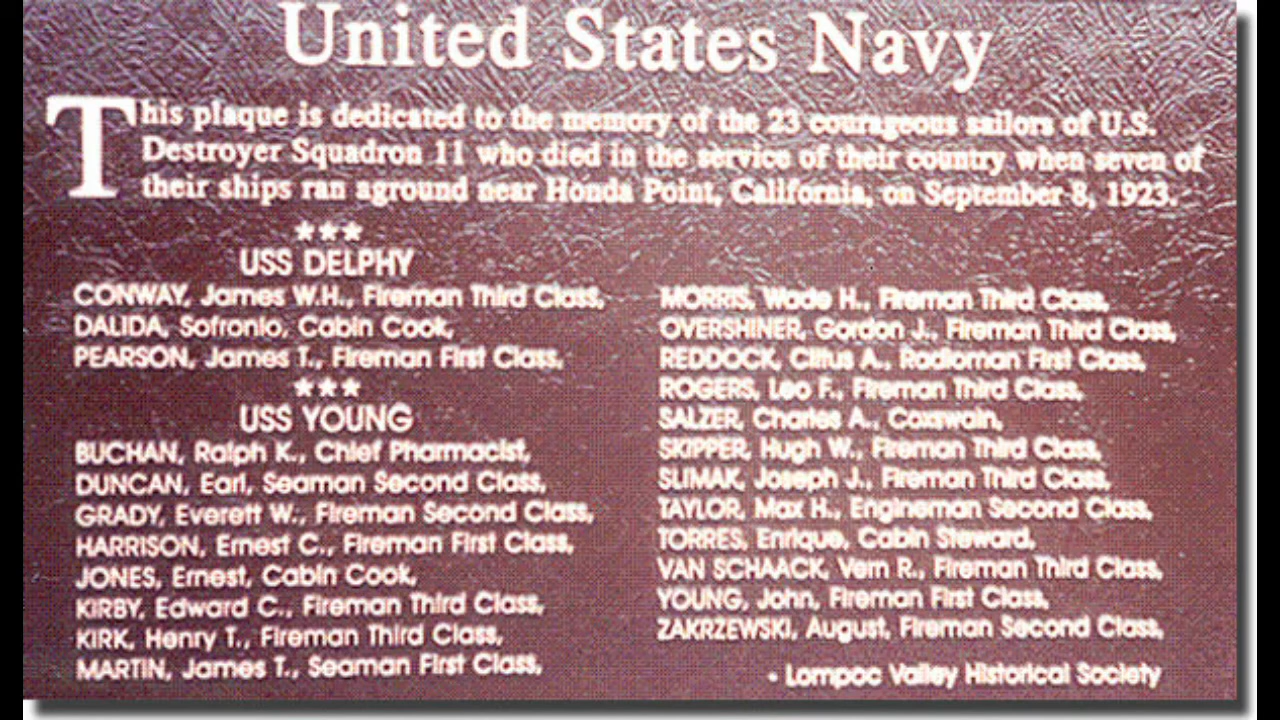 United States Navy
This plaque is dedicated to the memory of the 23 courageous sailors of U.S.
Destroyer Squadron 11 who died in the service of their country when seven of
their ships ran aground near Honda Point, California, on September 8, 1923.
***
USS DELPHY
CONWAY, James W.H., Fireman Third Class,
DALIDA, Sofronio, Cabin Cook,
PEARSON, James T., Fireman First Class,
***
USS YOUNG
BUCHAN, Ralph K., Chief Pharmacist,
DUNCAN, Earl, Seaman Second Class,
GRADY, Everett W., Fireman Second Class,
HARRISON, Ernest C., Fireman First Class,
JONES, Ernest, Cabin Cook,
KIRBY, Edward C., Fireman Third Class,
KIRK, Henry T., Fireman Third Class,
MARTIN, James T., Seaman First Class,
MORRIS, Wade H., Fireman Third Class,
OVERSHINER, Gordon J., Fireman Third Class,
REDDOCK, Clitus A., Radioman First Class,
ROGERS, Leo F., Fireman Third Class,
SALZER, Charles A., Coxswain,
SKIPPER, Hugh W., Fireman Third Class,
SLIMAK, Joseph J., Fireman Third Class,
TAYLOR, Max H., Engineman Second Class,
TORRES, Enrique, Cabin Steward,
VAN SCHAACK, Vern R., Fireman Third Class,
YOUNG, John, Fireman First Class,
ZAKRZEWSKI, August, Fireman Second Class,
• Lompoc Valley Historical Society